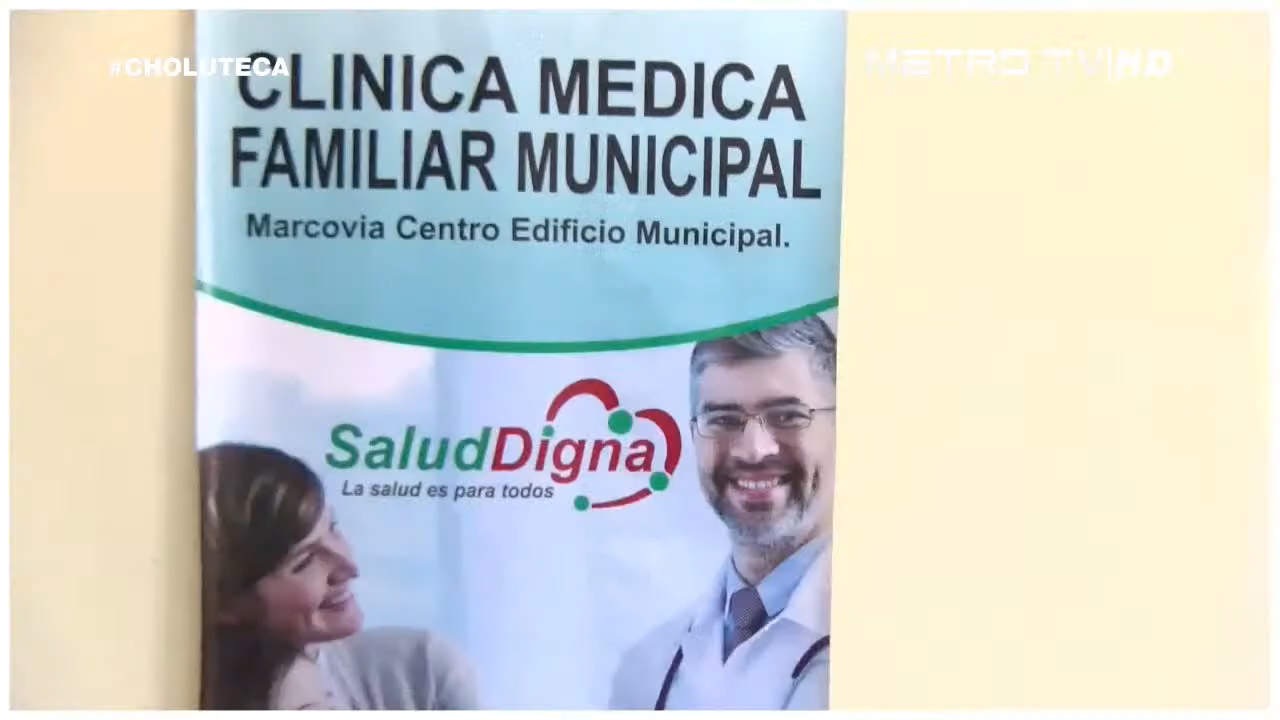 #CHOLUTECA
METRO TV HD
CLINICA MEDICA
FAMILIAR MUNICIPAL
Marcovia Centro Edificio Municipal.
SaludDigna
La salud es para todos